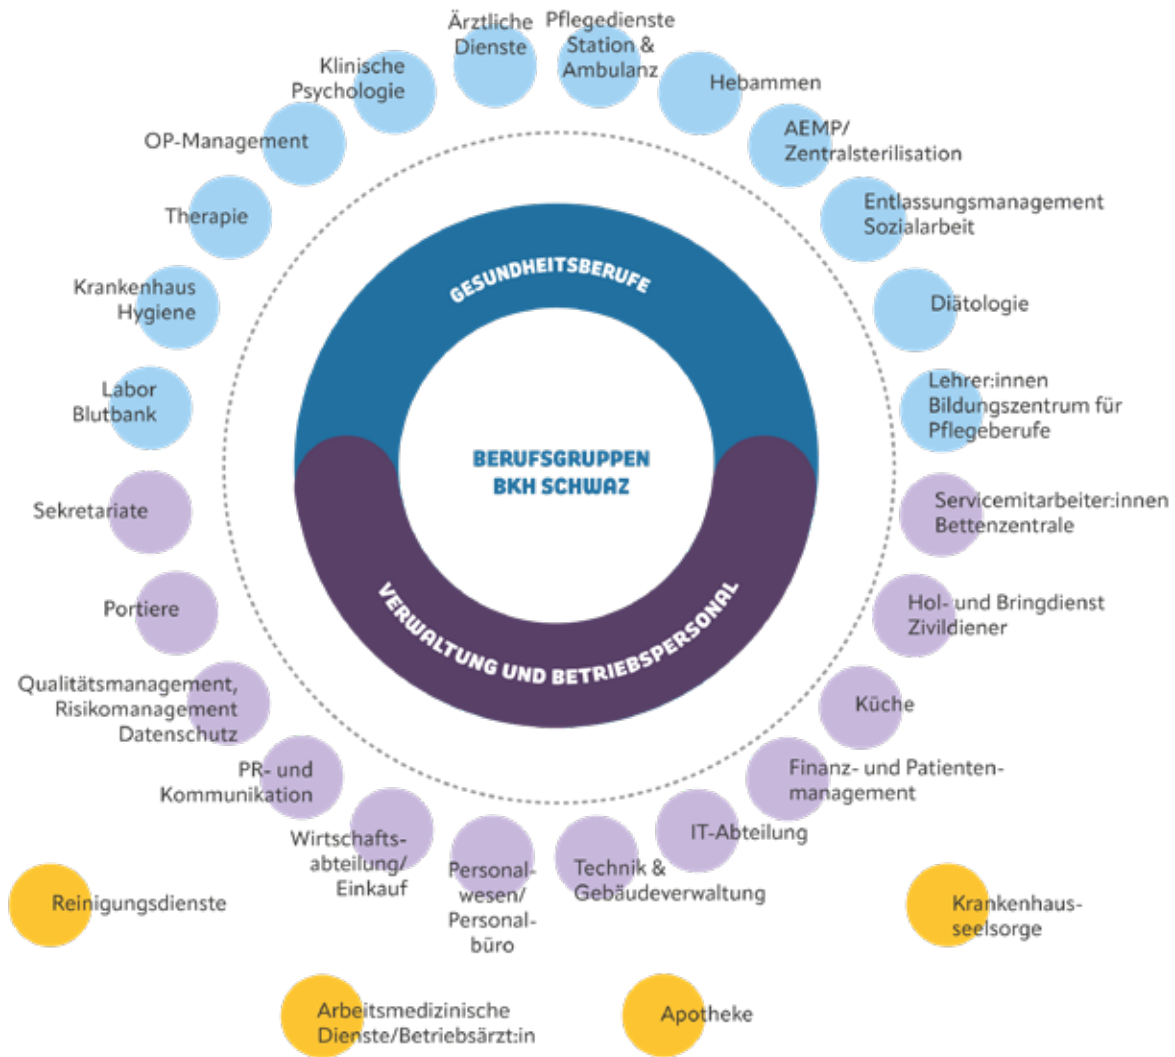 Ärztliche
Dienste
Pflegedienste
Station &
Ambulanz
Klinische
Psychologie
Hebammen
OP-Management
AEMP/
Zentralsterilisation
Therapie
Entlassungsmanagement
Sozialarbeit
Krankenhaus
Hygiene
Diätologie
Labor
Blutbank
Lehrer:innen
Bildungszentrum für
Pflegeberufe
GESUNDHEITSBERUFE
BERUFSGRUPPEN
BKH SCHWAZ
VERWALTUNG UND BETRIEBSPERSONAL
Sekretariate
Servicemitarbeiter:innen
Bettenzentrale
Portiere
Hol- und Bringdienst
Zivildiener
Qualitätsmanagement,
Risikomanagement
Datenschutz
Küche
PR- und
Kommunikation
Finanz- und Patienten-
management
Wirtschafts-
abteilung/
Einkauf
Personal-
wesen/
Personal-
büro
Technik &
Gebäudeverwaltung
IT-Abteilung
Reinigungsdienste
Krankenhaus-
seelsorge
Arbeitsmedizinische
Dienste/Betriebsärzt:in
Apotheke